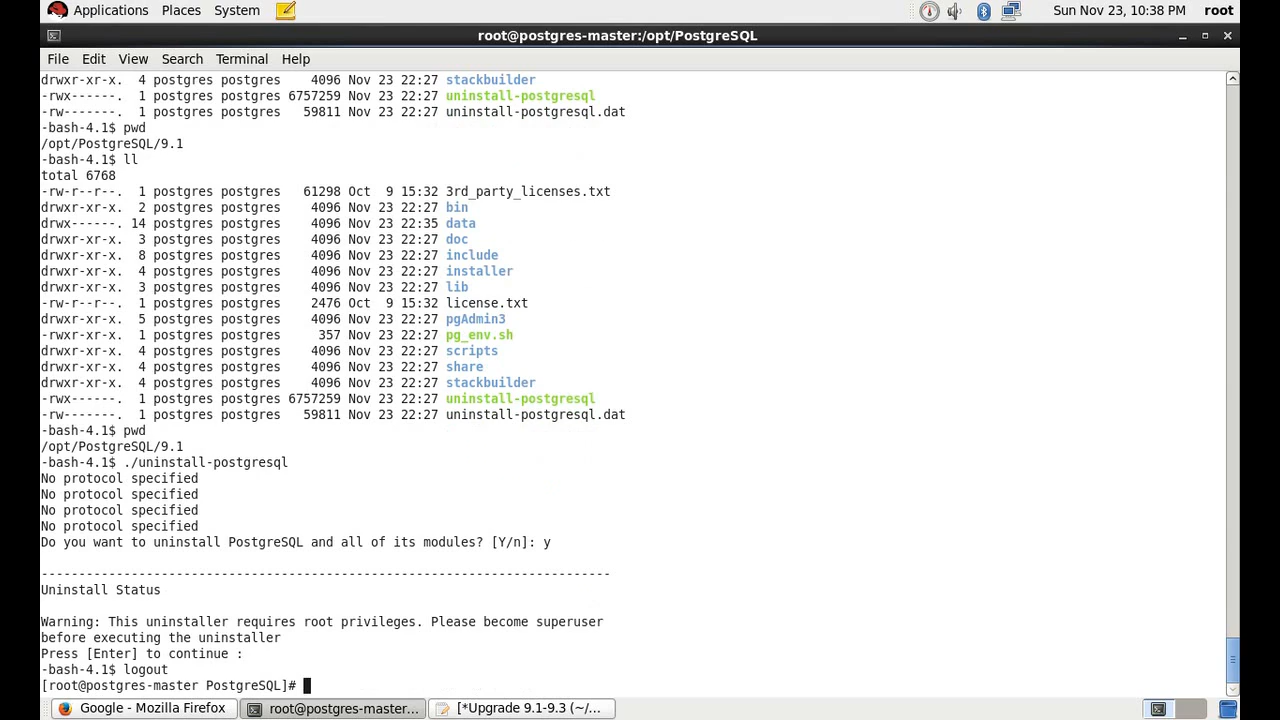 Applications Places System Sun Nov 23, 10:38 PM root
root@postgres-master:/opt/PostgreSQL
File Edit View Search Terminal Help
drwxr-xr-x. 4 postgres postgres 4096 Nov 23 22:27 stackbuilder
-rwx------. 1 postgres postgres 6757259 Nov 23 22:27 uninstall-postgresql
-rw-------. 1 postgres postgres 59811 Nov 23 22:27 uninstall-postgresql.dat
-bash-4.1$ pwd
/opt/PostgreSQL/9.1
-bash-4.1$ ll
total 6768
-rw-r--r--. 1 postgres postgres 61298 Oct 9 15:32 3rd_party_licenses.txt
drwxr-xr-x. 2 postgres postgres 4096 Nov 23 22:27 bin
drwx------. 14 postgres postgres 4096 Nov 23 22:35 data
drwxr-xr-x. 3 postgres postgres 4096 Nov 23 22:27 doc
drwxr-xr-x. 8 postgres postgres 4096 Nov 23 22:27 include
drwxr-xr-x. 4 postgres postgres 4096 Nov 23 22:27 installer
drwxr-xr-x. 3 postgres postgres 4096 Nov 23 22:27 lib
-rw-r--r--. 1 postgres postgres 2476 Oct 9 15:32 license.txt
drwxr-xr-x. 5 postgres postgres 4096 Nov 23 22:27 pgAdmin3
-rwxr-xr-x. 1 postgres postgres 357 Nov 23 22:27 pg_env.sh
drwxr-xr-x. 4 postgres postgres 4096 Nov 23 22:27 scripts
drwxr-xr-x. 4 postgres postgres 4096 Nov 23 22:27 share
drwxr-xr-x. 4 postgres postgres 4096 Nov 23 22:27 stackbuilder
-rwx------. 1 postgres postgres 6757259 Nov 23 22:27 uninstall-postgresql
-rw-------. 1 postgres postgres 59811 Nov 23 22:27 uninstall-postgresql.dat
-bash-4.1$ pwd
/opt/PostgreSQL/9.1
-bash-4.1$ ./uninstall-postgresql
No protocol specified
No protocol specified
No protocol specified
No protocol specified
Do you want to uninstall PostgreSQL and all of its modules? [Y/n]: y
----------------------------------------------------------------------------
Uninstall Status
Warning: This uninstaller requires root privileges. Please become superuser
before executing the uninstaller
Press [Enter] to continue :
-bash-4.1$ logout
[root@postgres-master PostgreSQL]#
Google - Mozilla Firefox root@postgres-master... [*Upgrade 9.1-9.3 (~/...